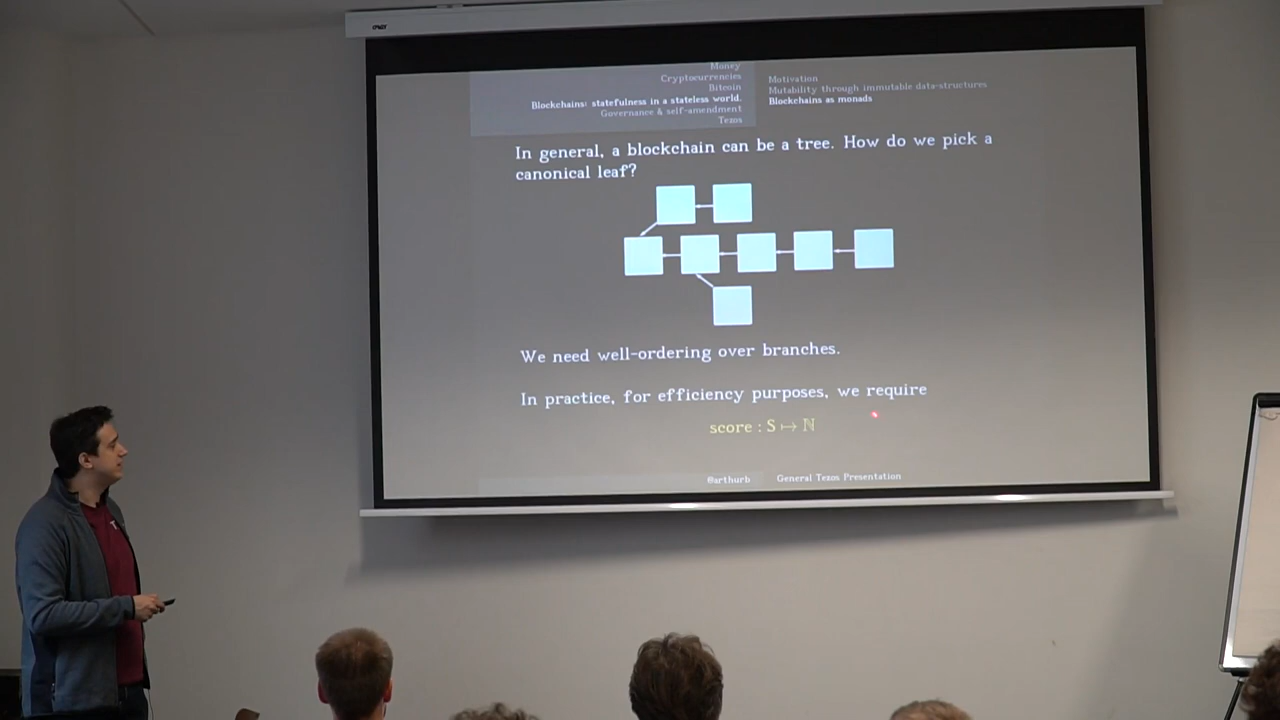 Money
Cryptocurrencies
Bitcoin
Blockchains: statefulness in a stateless world.
Governance & self-amendment
Tezos
Motivation
Mutability through immutable data-structures
Blockchains as monads
In general, a blockchain can be a tree. How do we pick a
canonical leaf?
We need well-ordering over branches.
In practice, for efficiency purposes, we require
score : S ↦ ℕ
@arthurb
General Tezos Presentation